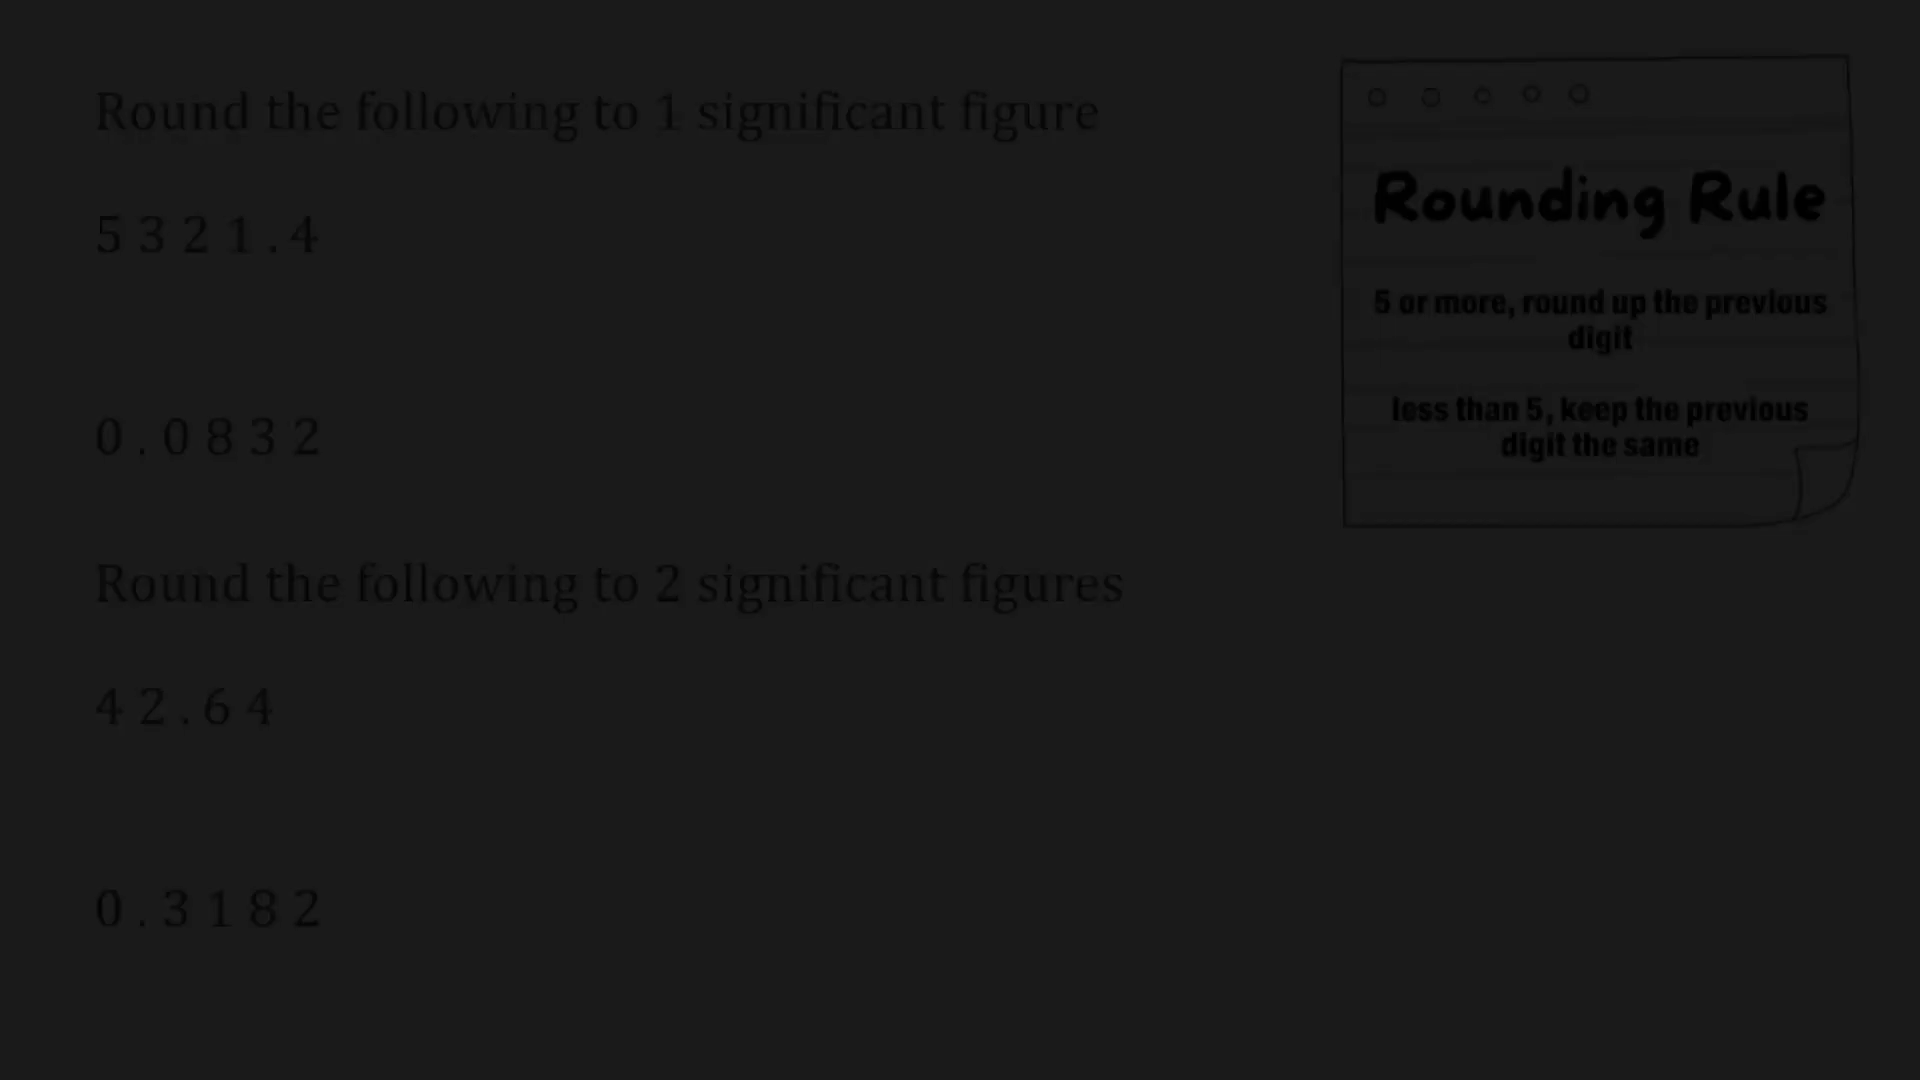 Round the following to 1 significant figure
5 3 2 1 . 4
0 . 0 8 3 2
Round the following to 2 significant figures
4 2 . 6 4
0 . 3 1 8 2
Rounding Rule
5 or more, round up the previous
digit
less than 5, keep the previous
digit the same